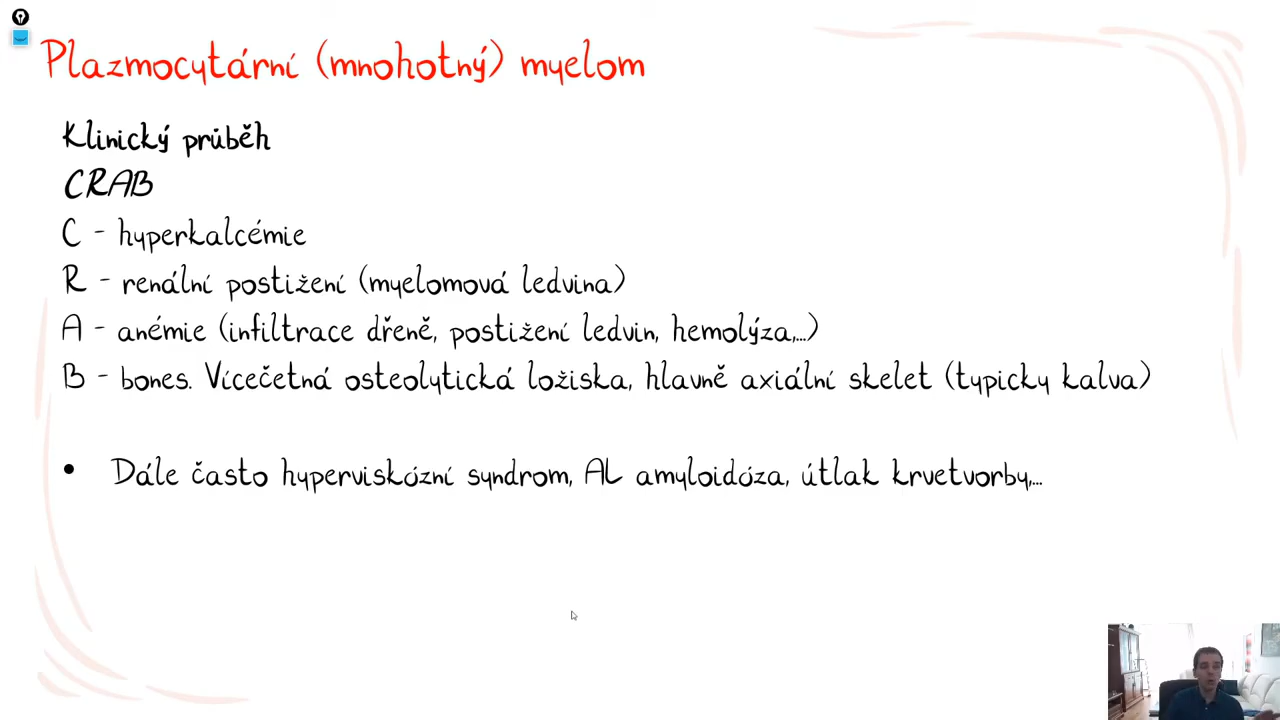 Plazmocytární (mnohotný) myelom
Klinický průběh
CRAB
C - hyperkalcémie
R - renální postižení (myelomová ledvina)
A - anémie (infiltrace dřeně, postižení ledvin, hemolýza,...)
B - bones. Vícečetná osteolytická ložiska, hlavně axiální skelet (typicky kalva)
• Dále často hyperviskózní syndrom, AL amyloidóza, útlak krvetvorby,...